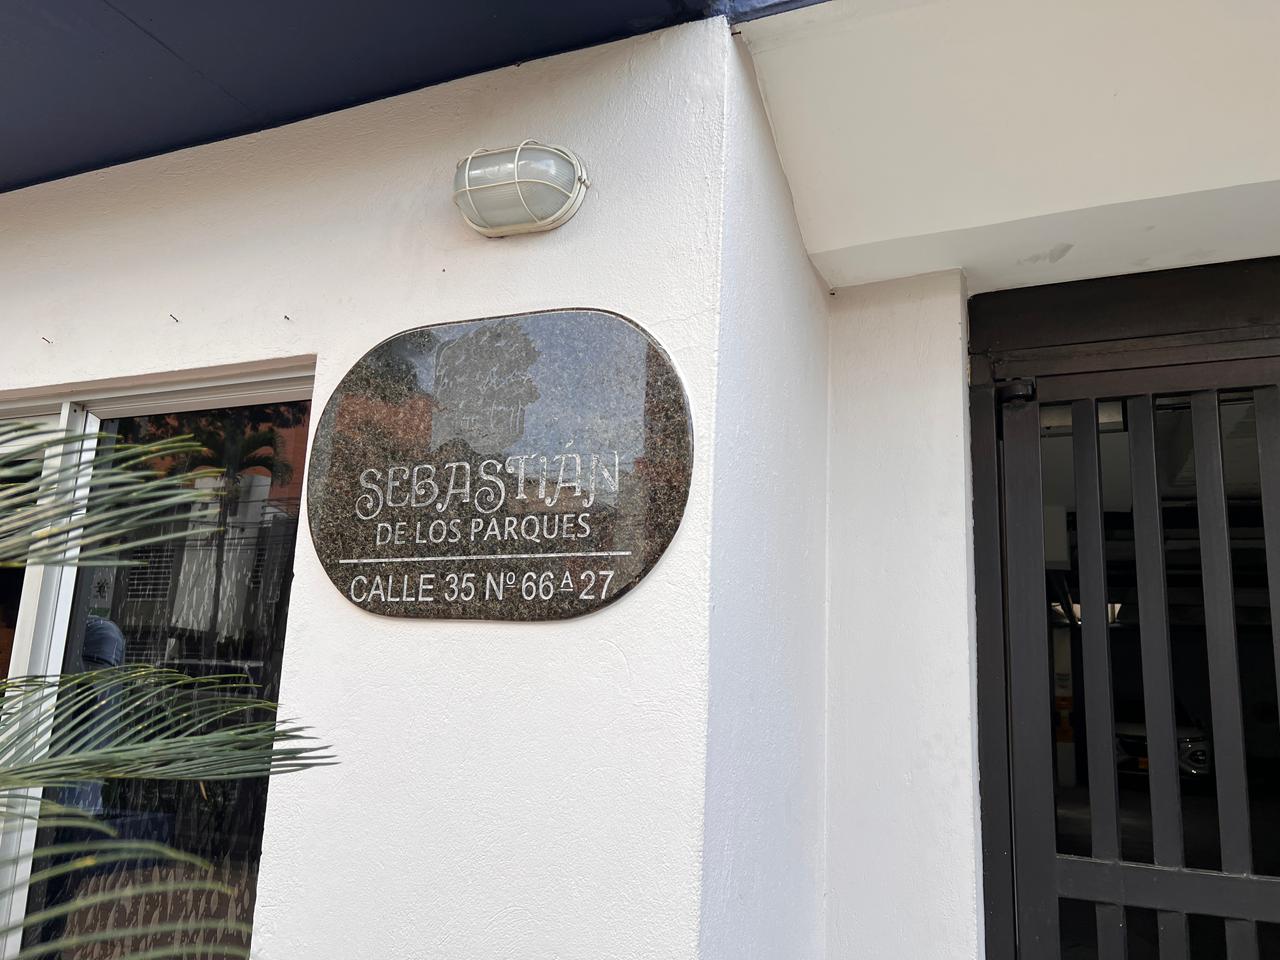 SEBASTIÁN
DE LOS PARQUES
CALLE 35 Nº 66 A 27